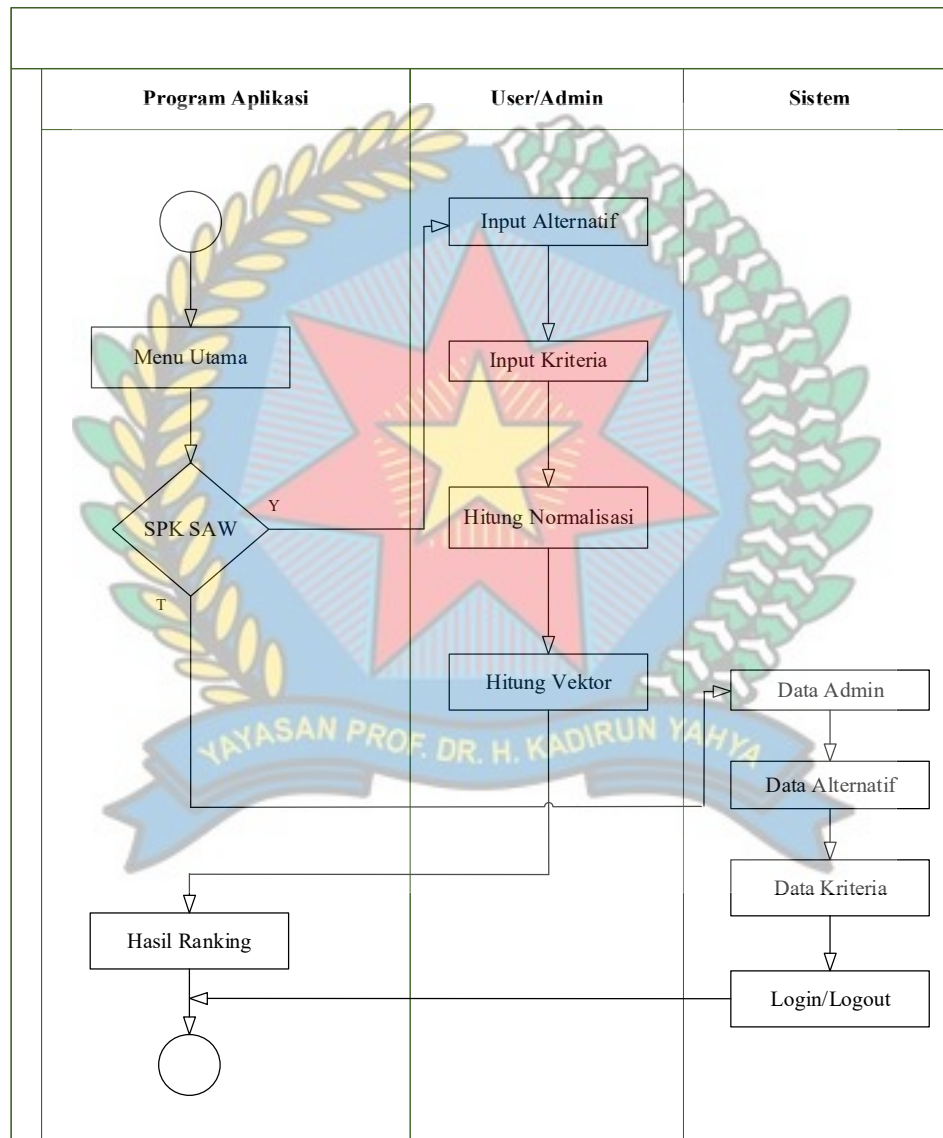 Program Aplikasi
User/Admin
Sistem
Input Alternatif
Menu Utama
Input Kriteria
SPK SAW
Y
T
Hitung Normalisasi
Hitung Vektor
Data Admin
YAYASAN PROF. DR. H. KADIRUN YAHYA
Data Alternatif
Data Kriteria
Hasil Ranking
Login/Logout